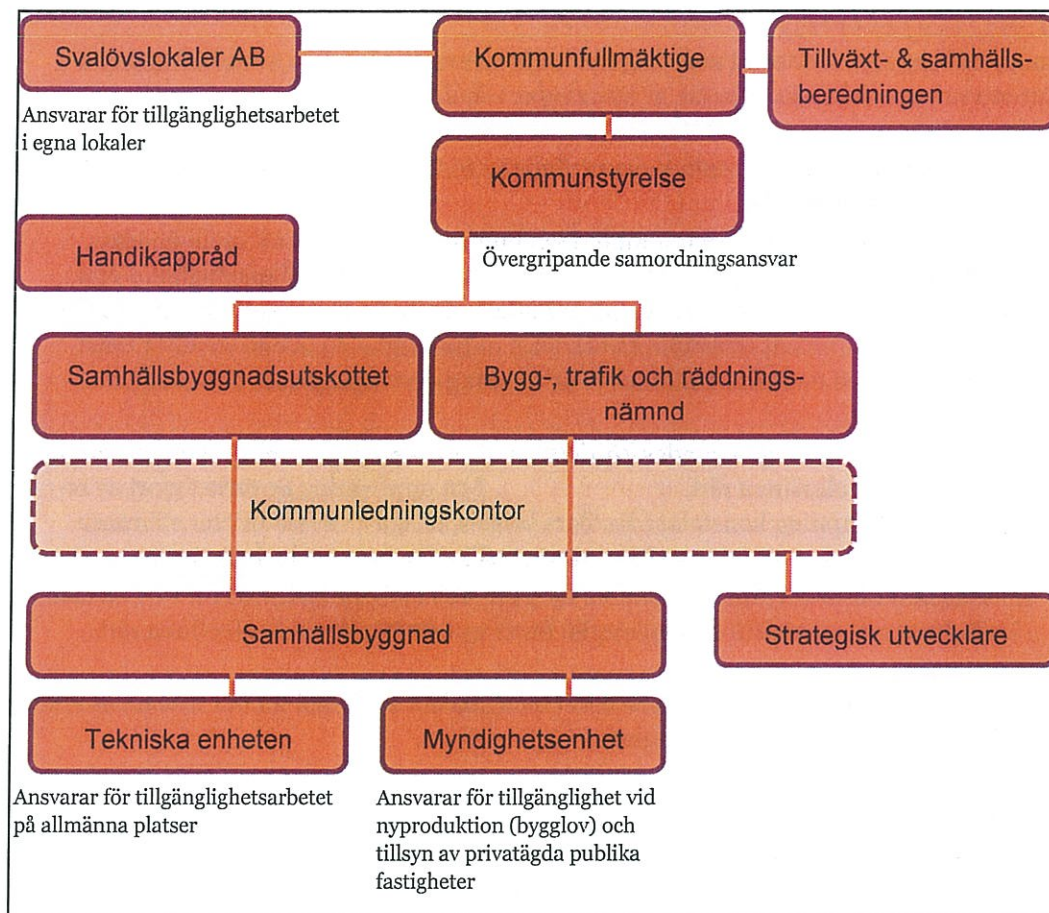 Svalövslokaler AB
Kommunfullmäktige
Tillväxt- & samhälls-
beredningen
Ansvarar för tillgänglighetsarbetet
i egna lokaler
Kommunstyrelse
Handikappråd
Övergripande samordningsansvar
Samhällsbyggnadsutskottet
Bygg-, trafik och räddnings-
nämnd
Kommunledningskontor
Samhällsbyggnad
Strategisk utvecklare
Tekniska enheten
Myndighetsenhet
Ansvarar för tillgänglighetsarbetet
på allmänna platser
Ansvarar för tillgänglighet vid
nyproduktion (bygglov) och
tillsyn av privatägda publika
fastigheter